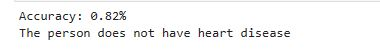 Accuracy: 0.82%
The person does not have heart disease